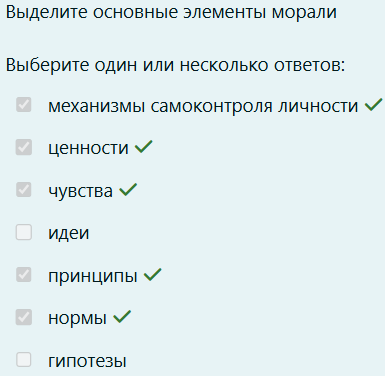 Выделите основные элементы морали
Выберите один или несколько ответов:
механизмы самоконтроля личности
ценности
чувства
идеи
принципы
нормы
гипотезы